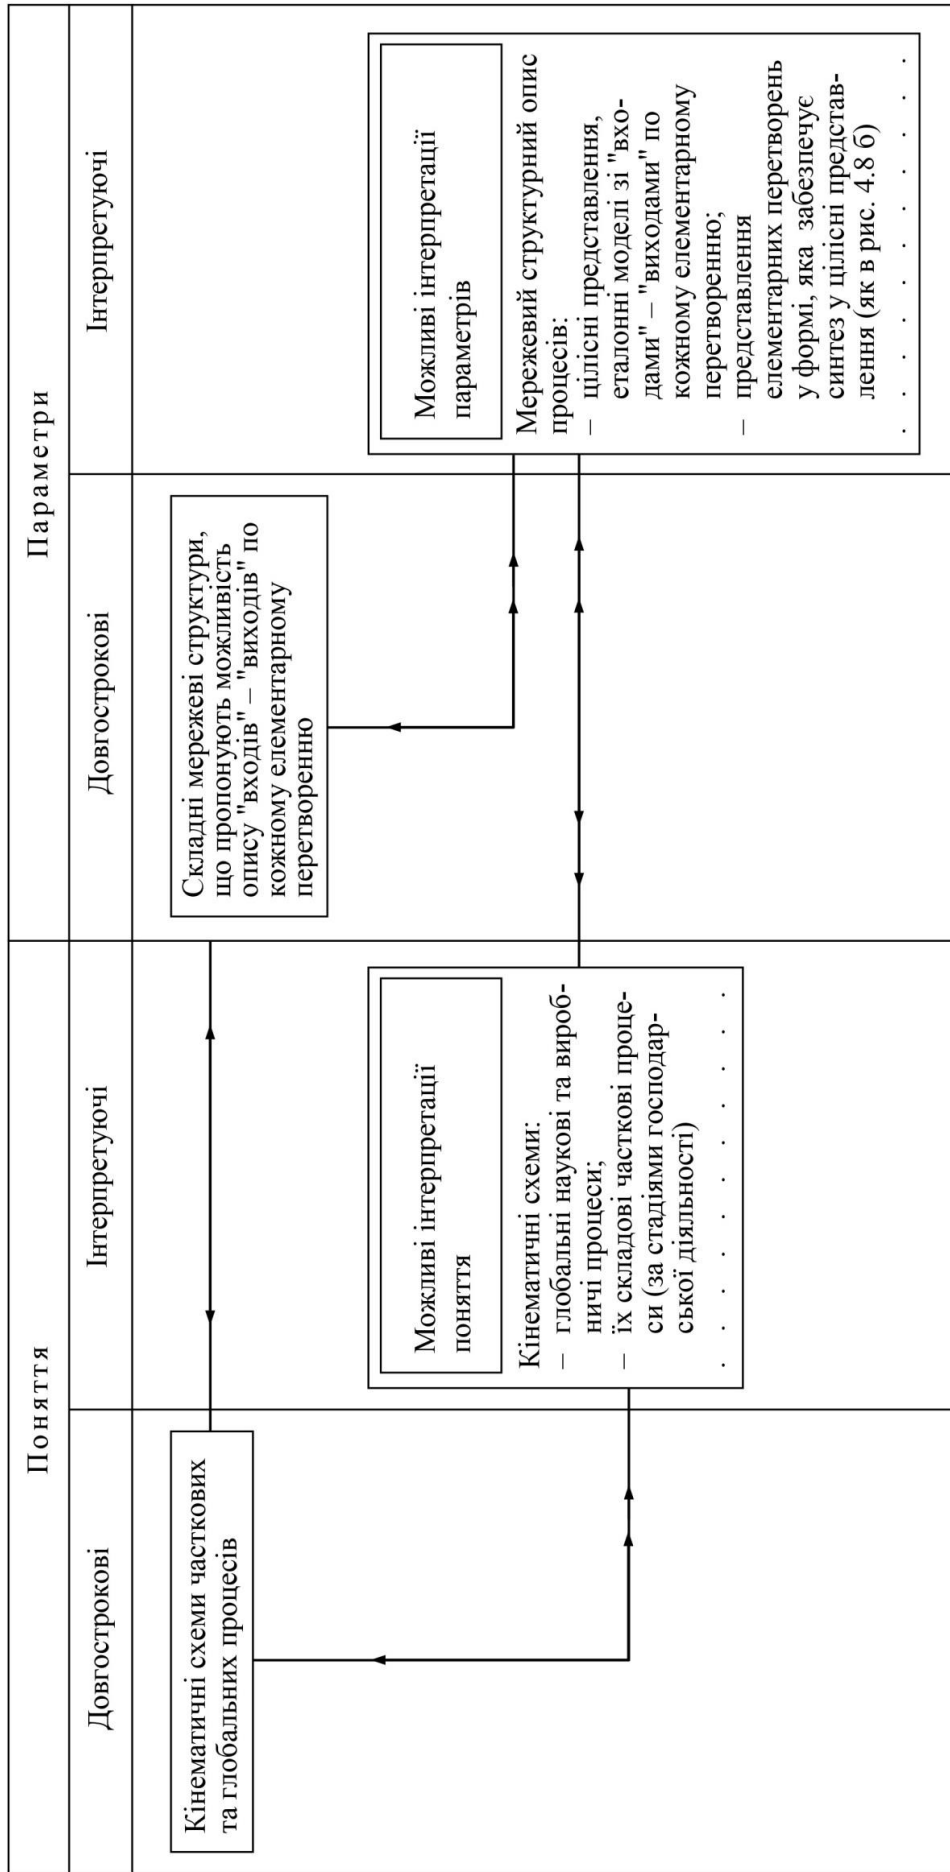 Поняття
Параметри
Довгострокові
Інтерпретуючі
Довгострокові
Інтерпретуючі
Кінематичні схеми часткових
та глобальних процесів
Можливі інтерпретації
поняття
Кінематичні схеми:
– глобальні наукові та вироб-
ничі процеси;
– їх складові часткові проце-
си (за стадіями господар-
ської діяльності)
. . . . . . . . . . . . . . .
Складні мережеві структури,
що пропонують можливість
опису "входів" – "виходів" по
кожному елементарному
перетворенню
Можливі інтерпретації
параметрів
Мережевий структурний опис
процесів:
– цілісні представлення,
еталонні моделі зі "вхо-
дами" – "виходами" по
кожному елементарному
перетворенню;
– представлення
елементарних перетворень
у формі, яка забезпечує
синтез у цілісні представ-
лення (як в рис. 4.8 б)
. . . . . . . . . . . . . . .